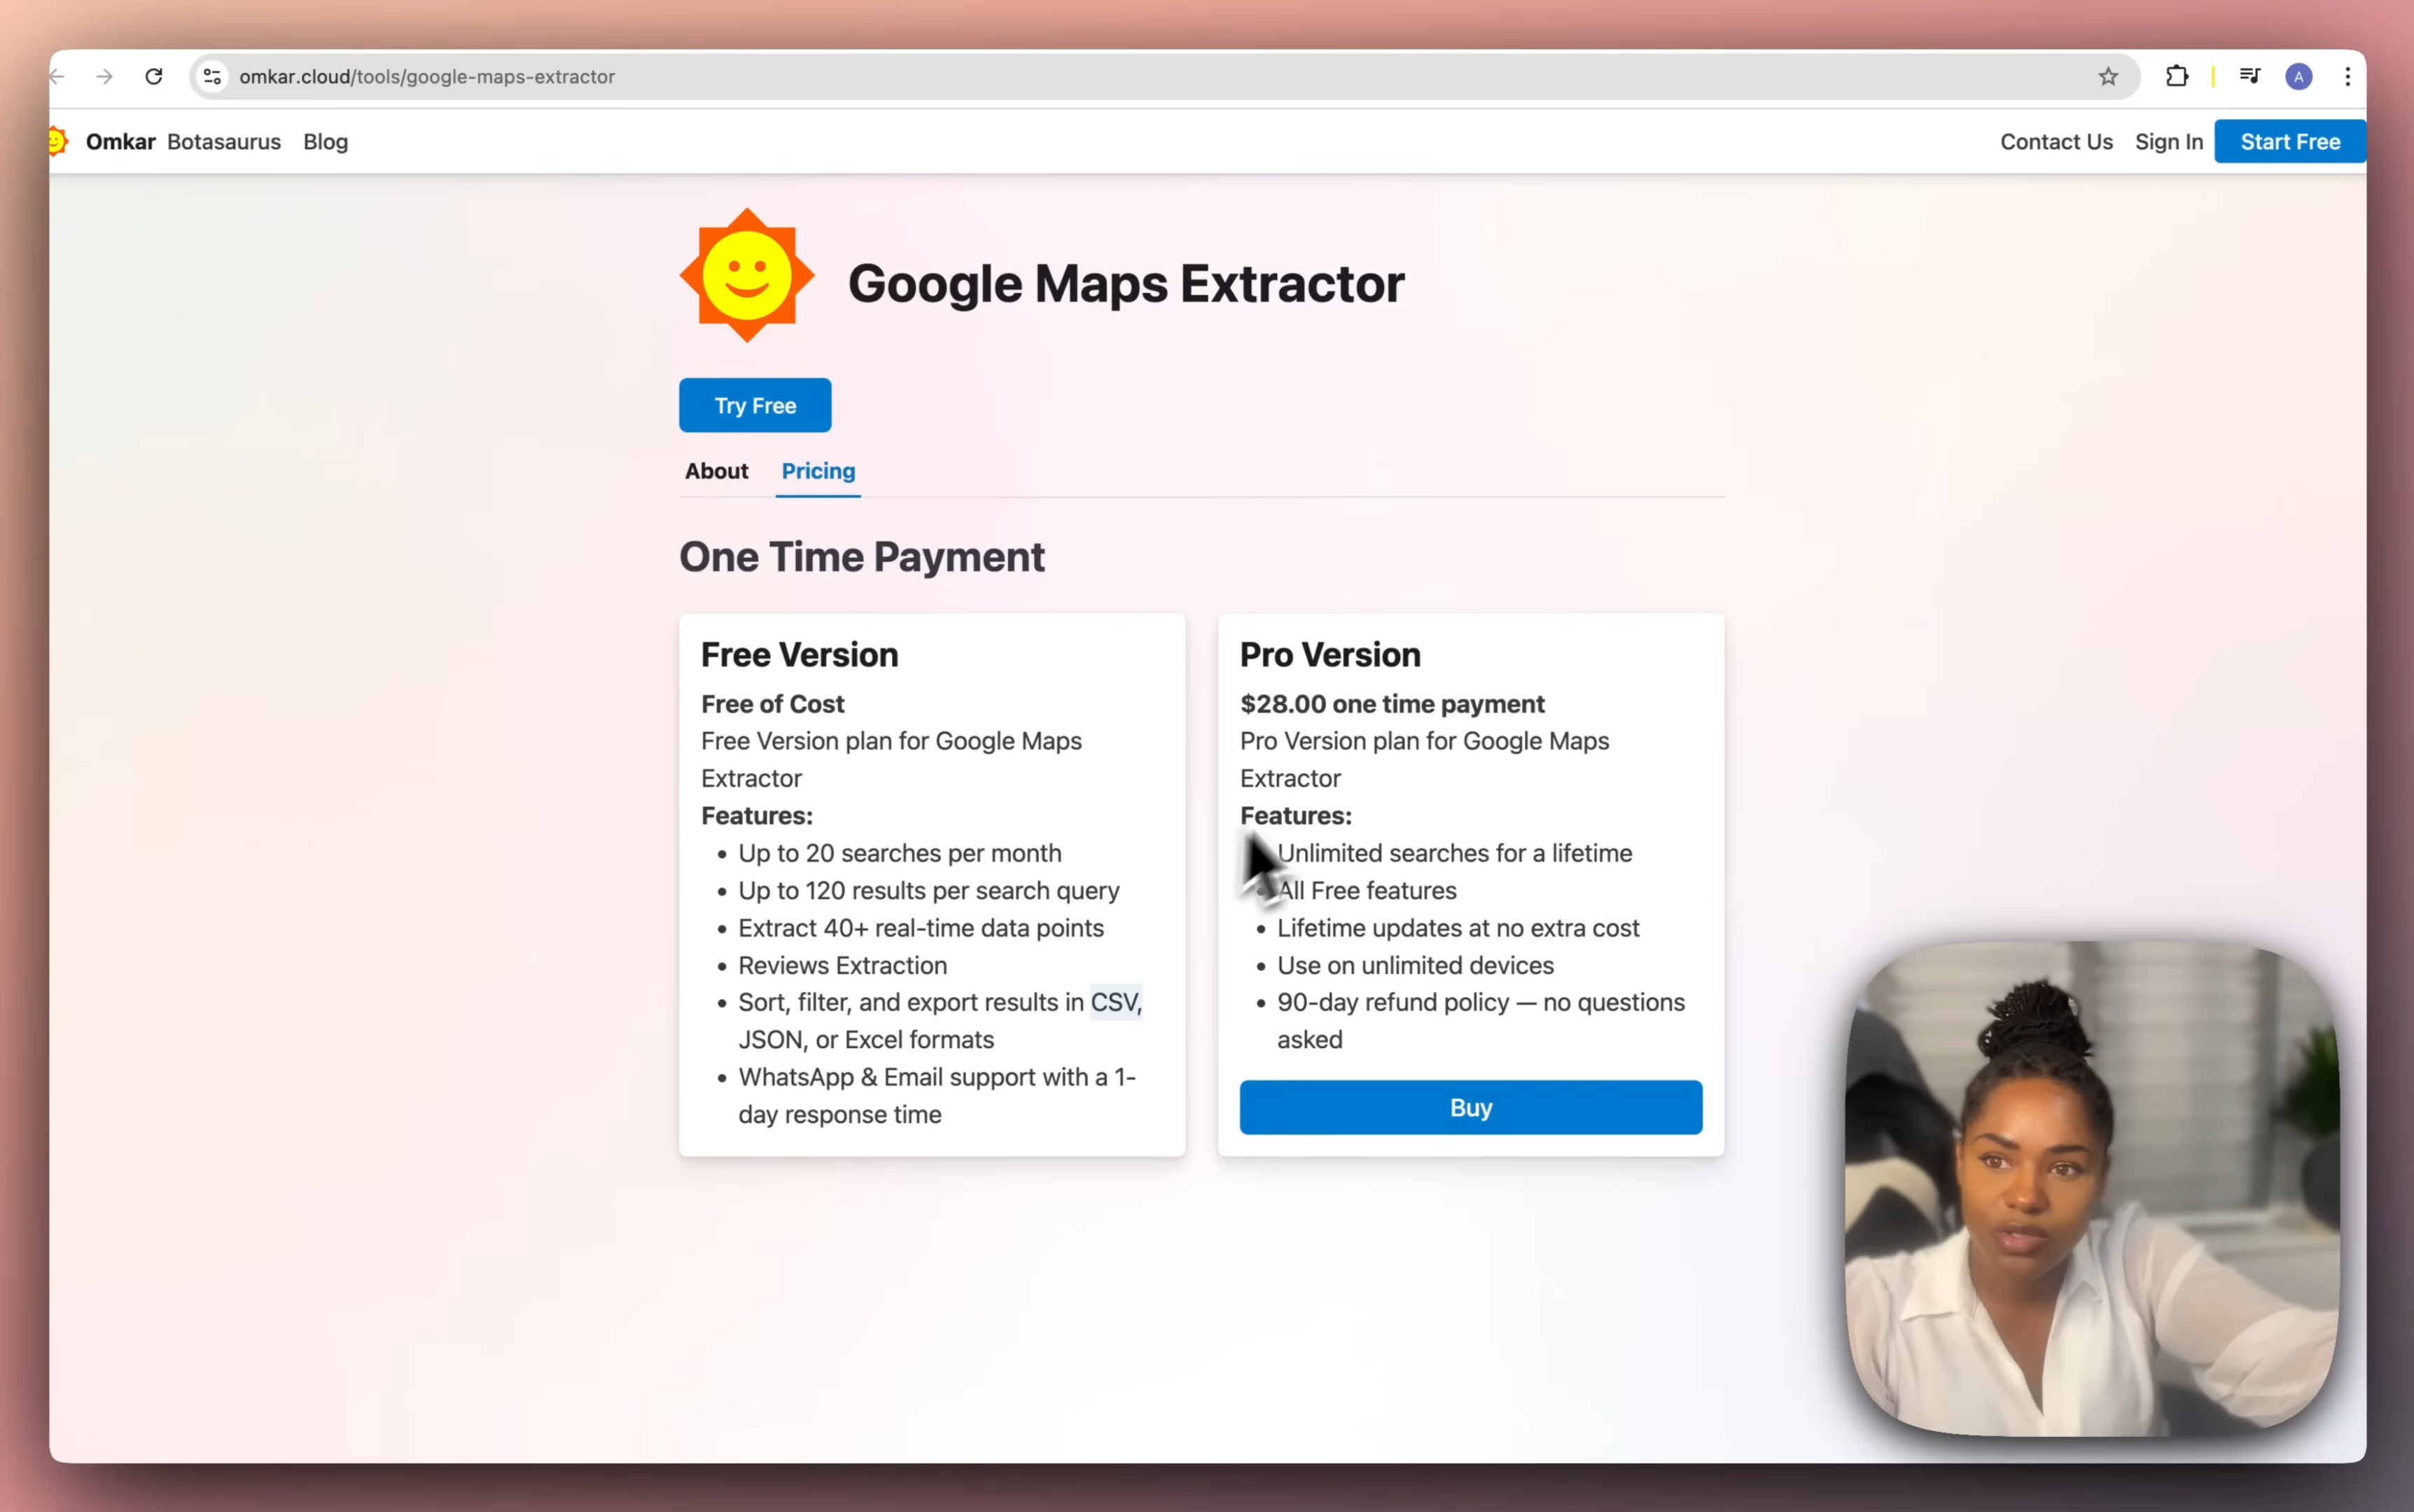 omkar.cloud/tools/google-maps-extractor
A
Omkar Botasaurus Blog
Contact Us Sign In Start Free
Google Maps Extractor
Try Free
About Pricing
One Time Payment
Free Version
Free of Cost
Free Version plan for Google Maps
Extractor
Features:
• Up to 20 searches per month
• Up to 120 results per search query
• Extract 40+ real-time data points
• Reviews Extraction
• Sort, filter, and export results in CSV,
JSON, or Excel formats
• WhatsApp & Email support with a 1-
day response time
Pro Version
$28.00 one time payment
Pro Version plan for Google Maps
Extractor
Features:
Unlimited searches for a lifetime
• All Free features
• Lifetime updates at no extra cost
• Use on unlimited devices
• 90-day refund policy — no questions
asked
Buy